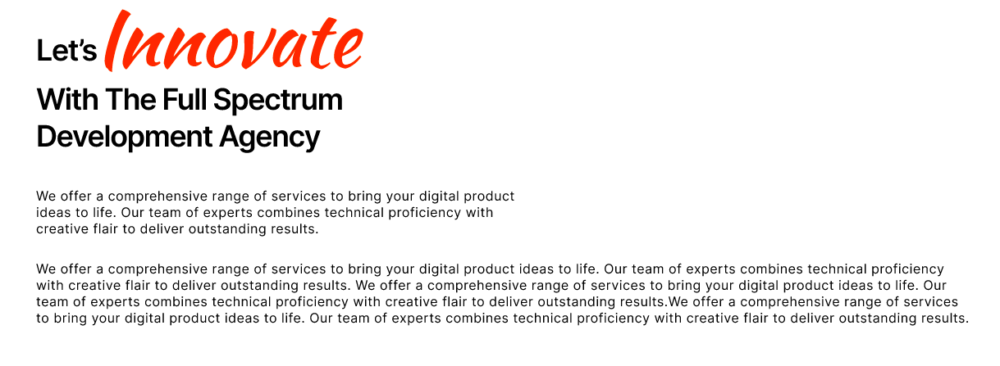 Let’s Innovate
With The Full Spectrum
Development Agency
We offer a comprehensive range of services to bring your digital product
ideas to life. Our team of experts combines technical proficiency with
creative flair to deliver outstanding results.
We offer a comprehensive range of services to bring your digital product ideas to life. Our team of experts combines technical proficiency
with creative flair to deliver outstanding results. We offer a comprehensive range of services to bring your digital product ideas to life. Our
team of experts combines technical proficiency with creative flair to deliver outstanding results.We offer a comprehensive range of services
to bring your digital product ideas to life. Our team of experts combines technical proficiency with creative flair to deliver outstanding results.